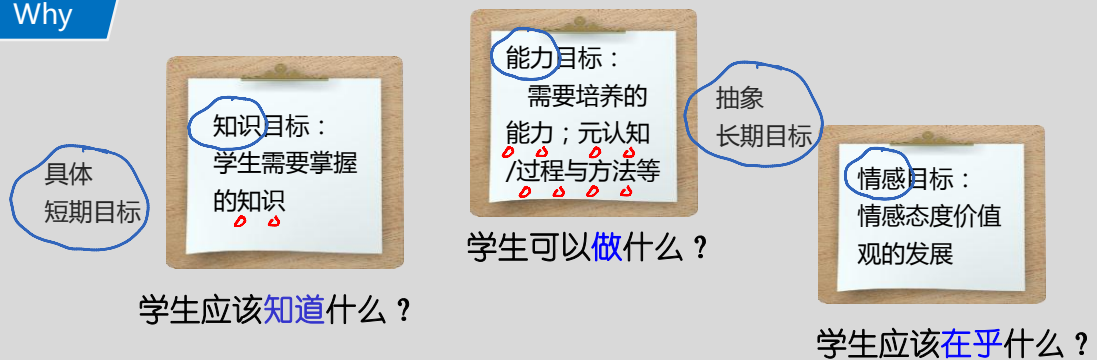 Why
具体
短期目标
知识目标：
学生需要掌握
的知识
学生应该知道什么？
能力目标：
需要培养的
能力；元认知
/过程与方法等
学生可以做什么？
抽象
长期目标
情感目标：
情感态度价值
观的发展
学生应该在乎什么？